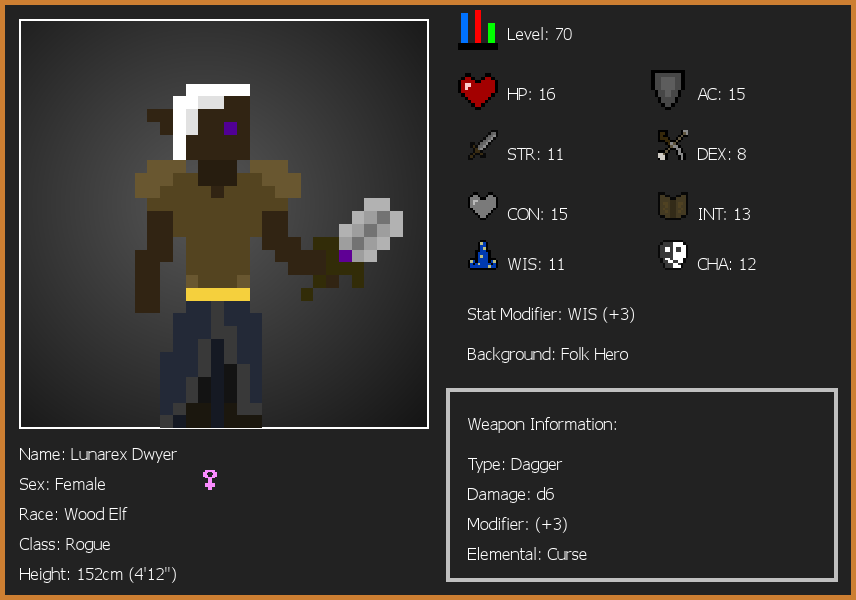 Level: 70
HP: 16
AC: 15
STR: 11
DEX: 8
CON: 15
INT: 13
WIS: 11
CHA: 12
Stat Modifier: WIS (+3)
Background: Folk Hero
Weapon Information:
Type: Dagger
Damage: d6
Modifier: (+3)
Elemental: Curse
Name: Lunarex Dwyer
Sex: Female
Race: Wood Elf
Class: Rogue
Height: 152cm (4'12")